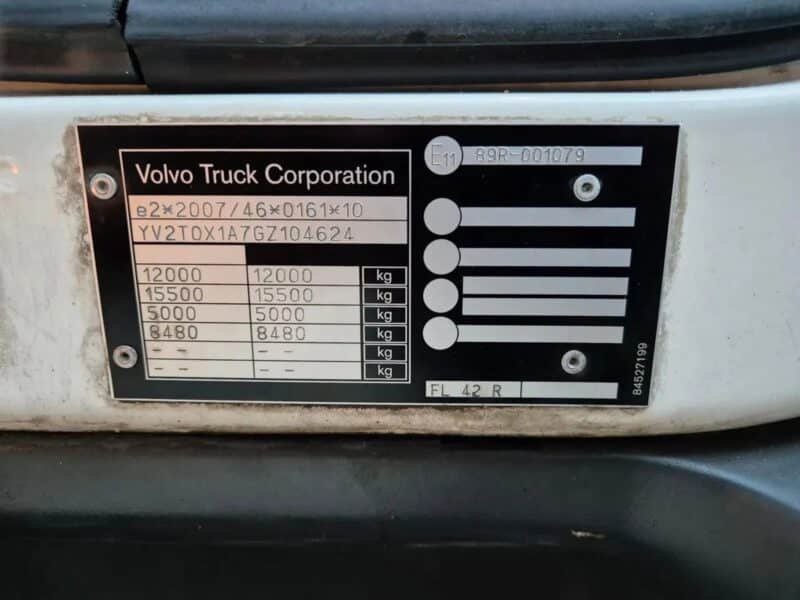 Volvo Truck Corporation
e2*2007/46*0161*10
YV2T0X1A7GZ104624
12000 12000 kg
15500 15500 kg
5000 5000 kg
8480 8480 kg
-- -- kg
-- -- kg
E11 89R-001079
FL 42 R
84527199